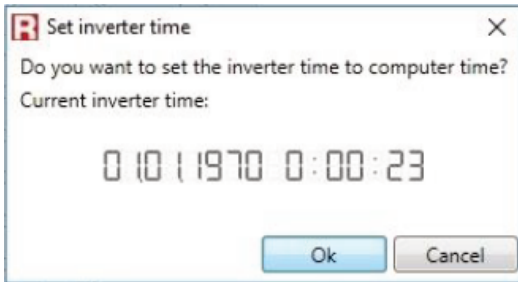 R Set inverter time
Do you want to set the inverter time to computer time?
Current inverter time:
01.01.1970 0:00:23
Ok Cancel